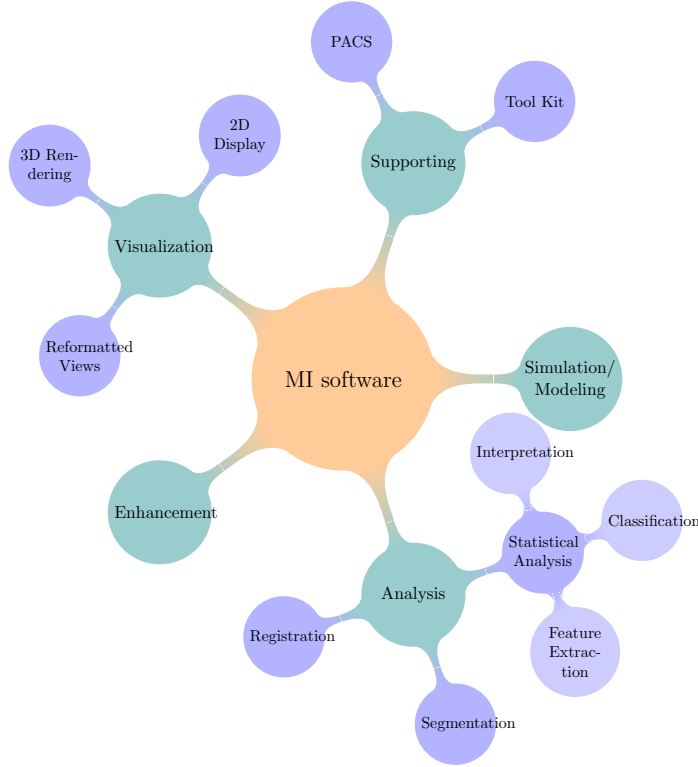 PACS
Tool Kit
2D
Display
3D Ren-
dering
Supporting
Visualization
Reformatted
Views
MI software
Simulation/
Modeling
Interpretation
Enhancement
Classification
Statistical
Analysis
Analysis
Registration
Feature
Extrac-
tion
Segmentation